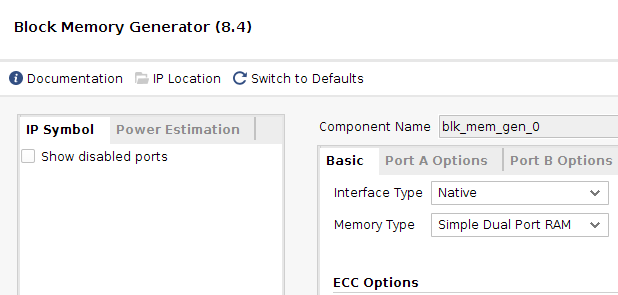 Block Memory Generator (8.4)
Documentation IP Location Switch to Defaults
IP Symbol Power Estimation
Show disabled ports
Component Name blk_mem_gen_0
Basic Port A Options Port B Options
Interface Type Native
Memory Type Simple Dual Port RAM
ECC Options